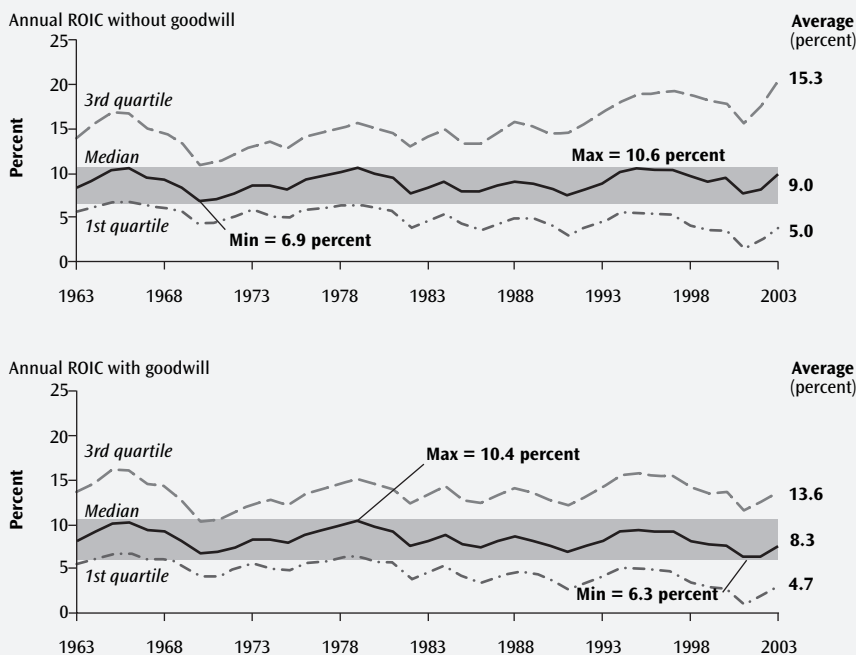 Annual ROIC without goodwill
Average
(percent)
25
20
15
10
5
0
Percent
3rd quartile
15.3
Median
Max = 10.6 percent
9.0
1st quartile
5.0
Min = 6.9 percent
1963 1968 1973 1978 1983 1988 1993 1998 2003
Annual ROIC with goodwill
Average
(percent)
25
20
15
10
5
0
Percent
3rd quartile
Max = 10.4 percent
13.6
Median
8.3
1st quartile
4.7
Min = 6.3 percent
1963 1968 1973 1978 1983 1988 1993 1998 2003